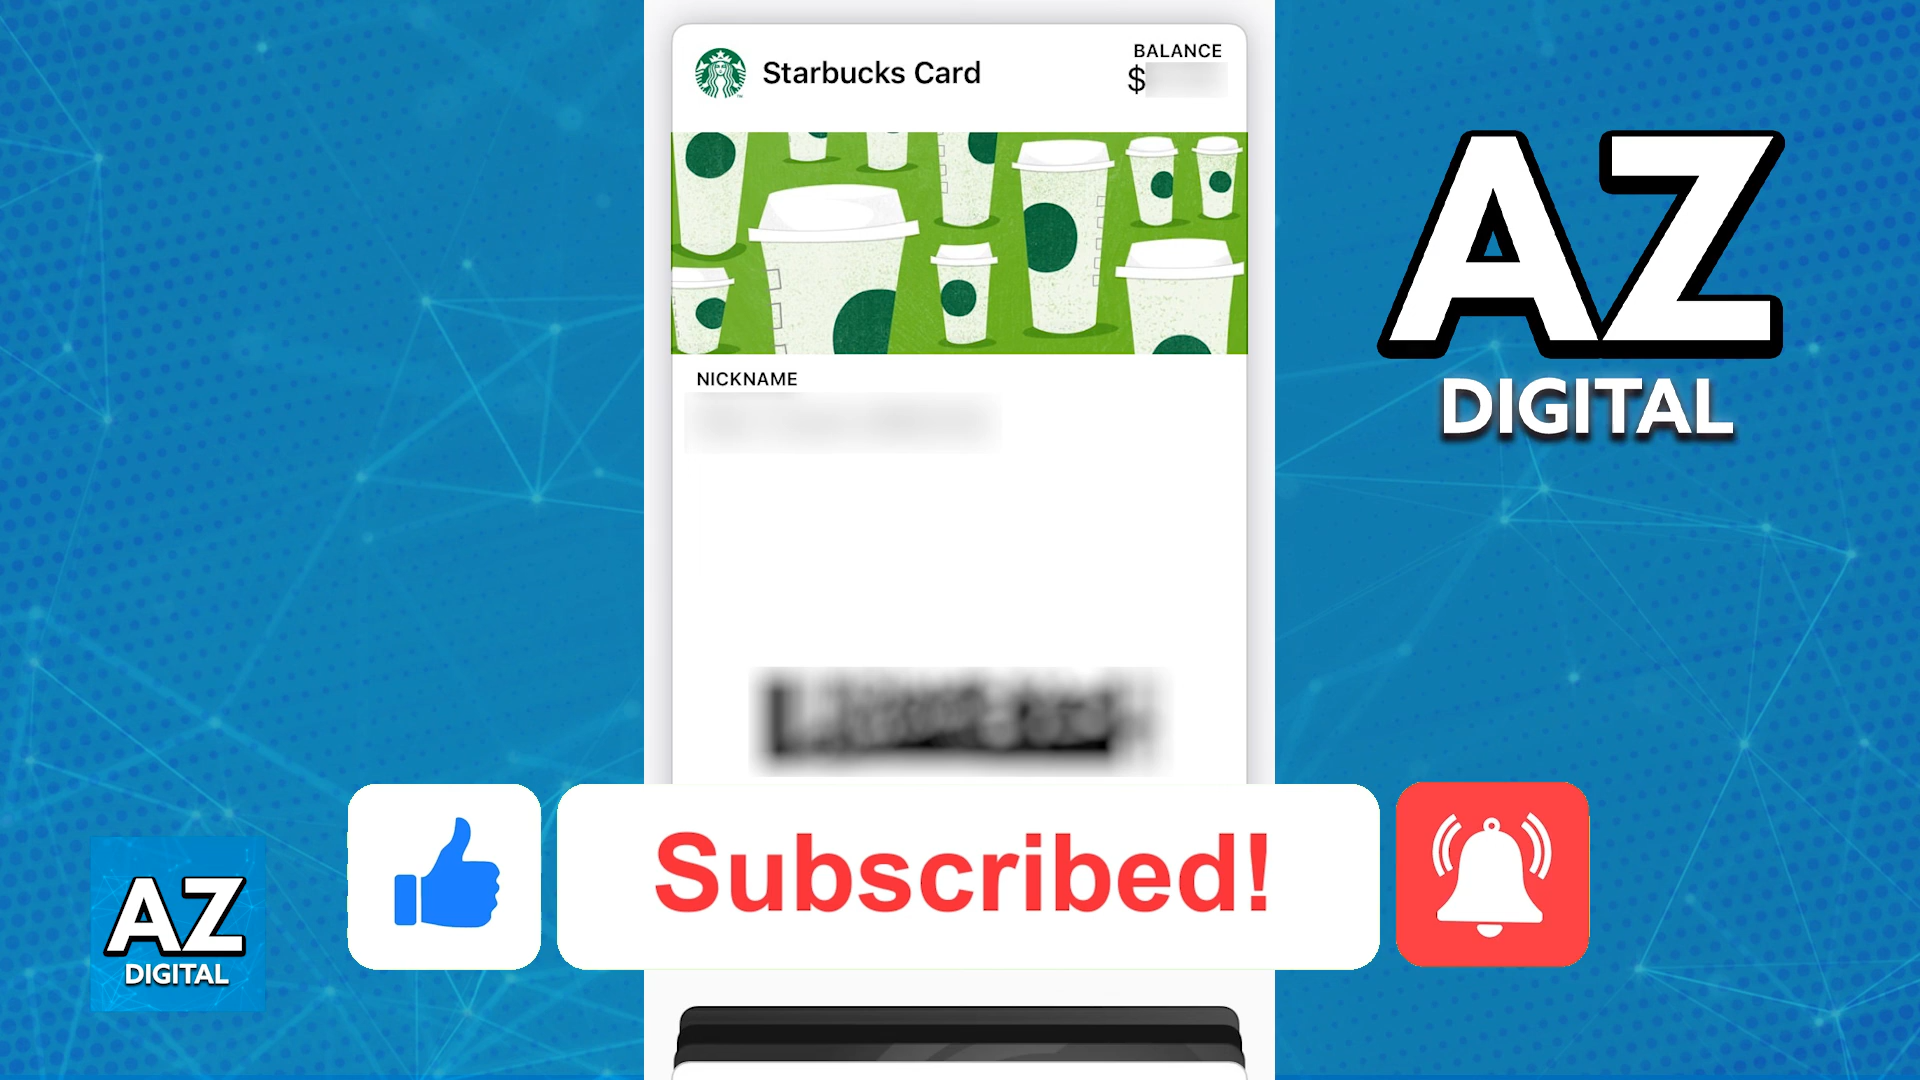 Starbucks Card
BALANCE
$
NICKNAME
AZ
DIGITAL
Subscribed!
AZ
DIGITAL